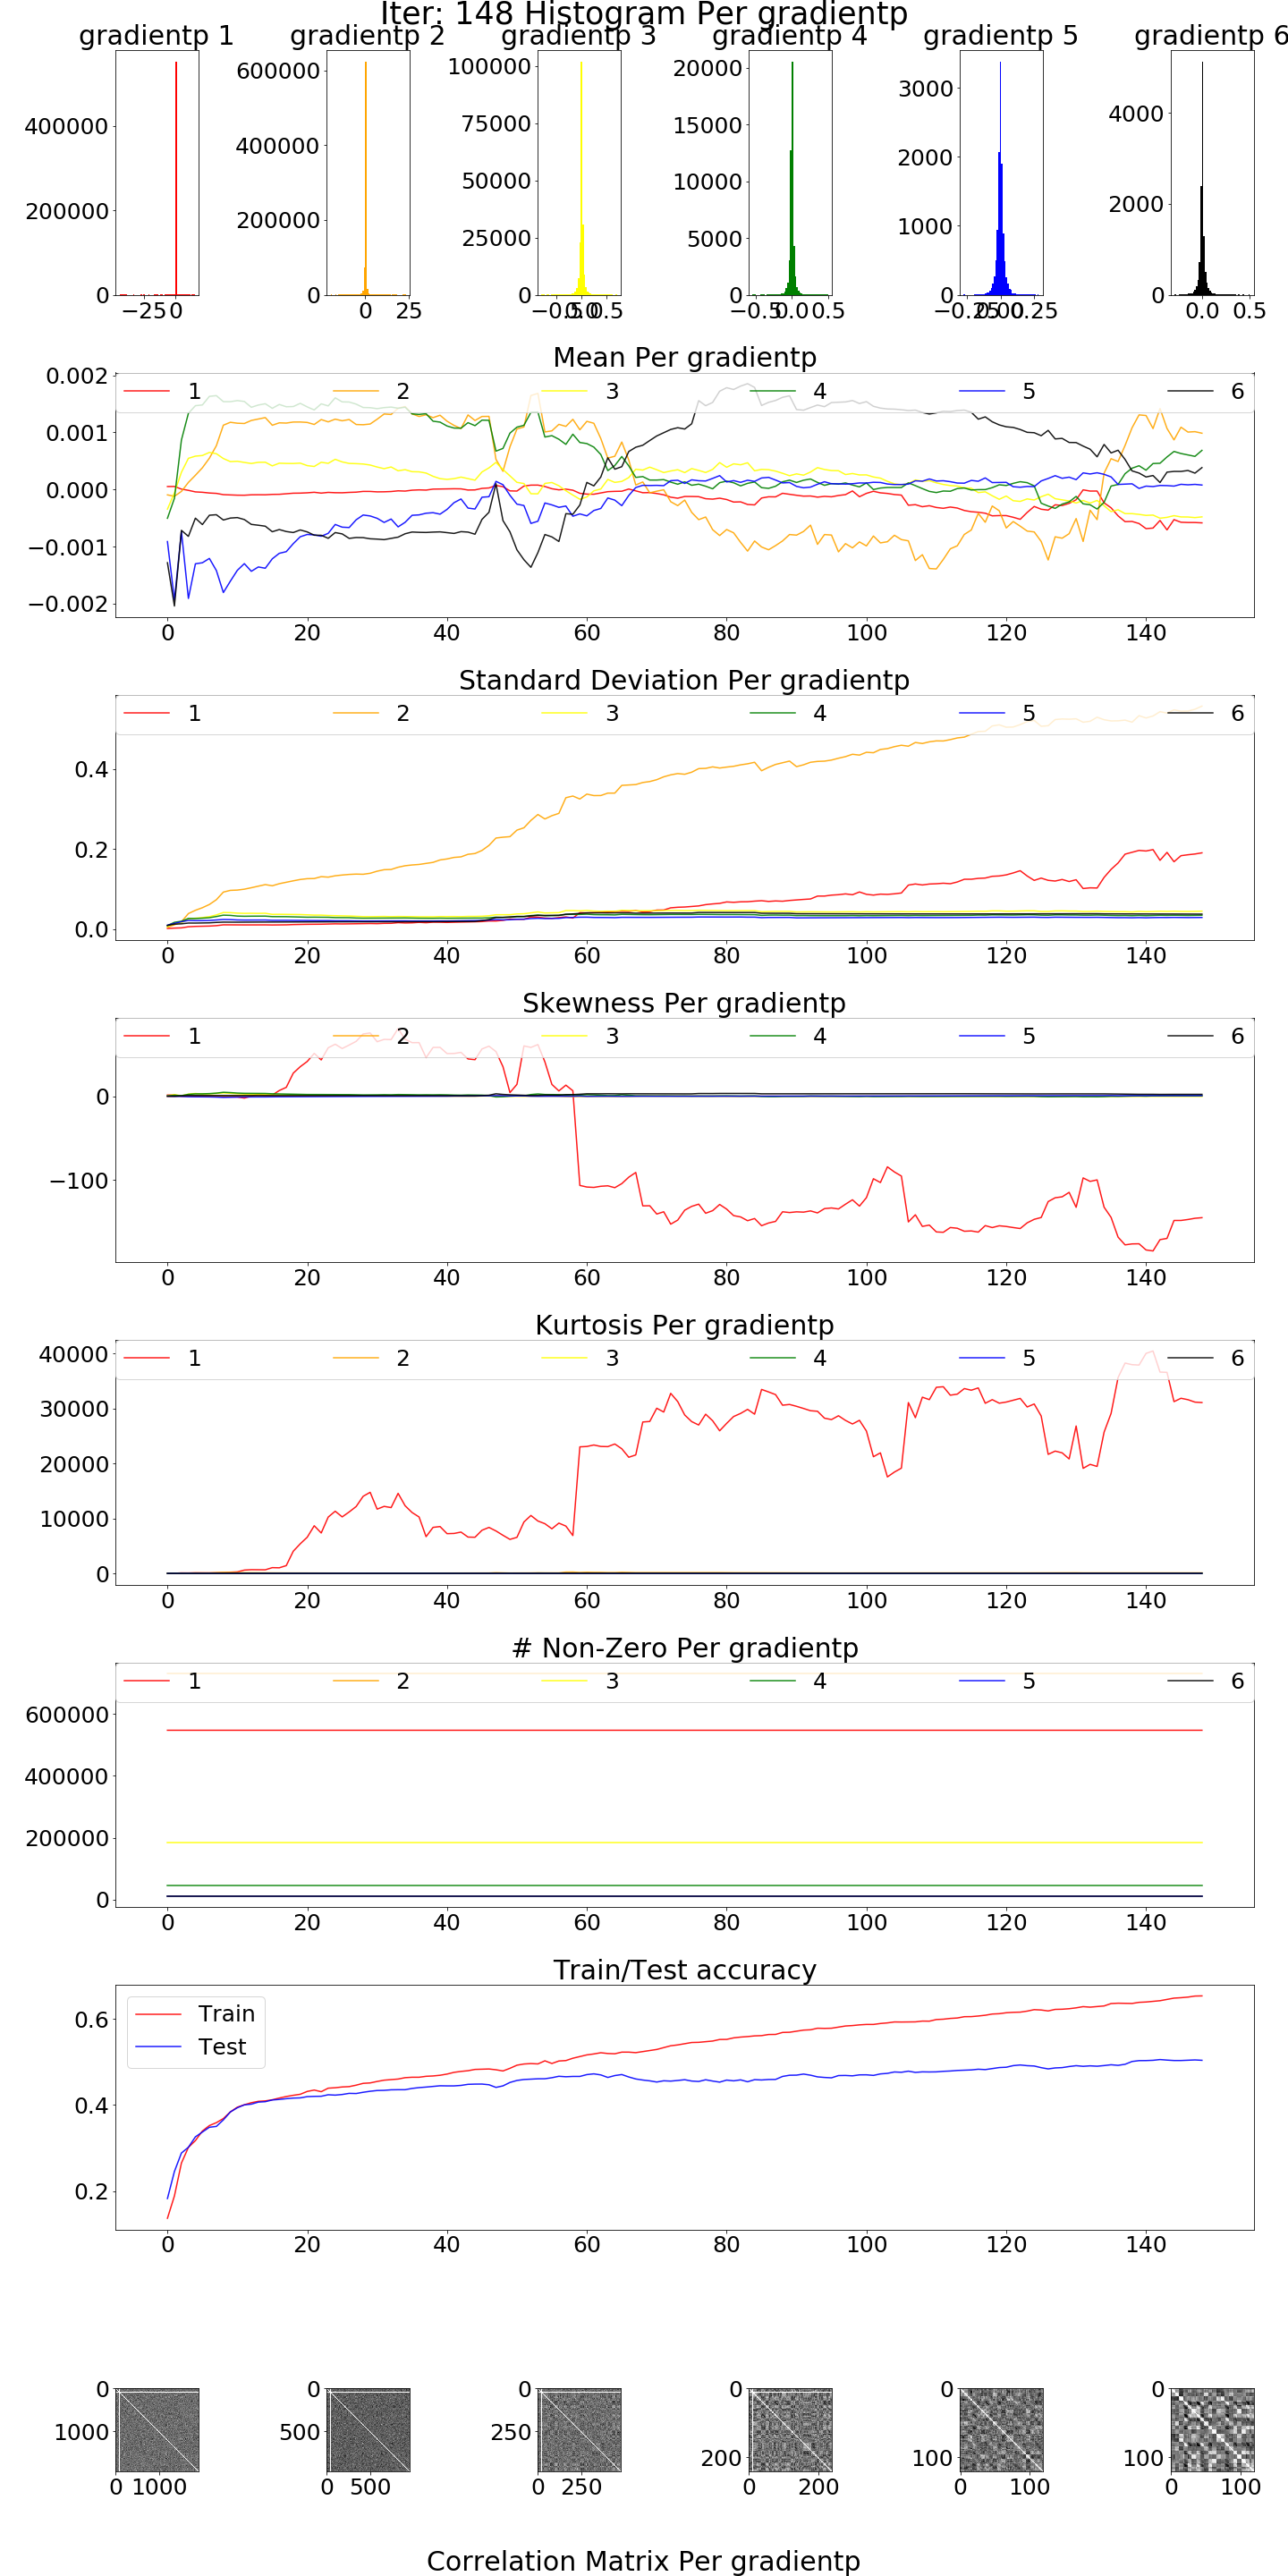 Iter: 148 Histogram Per gradientp
gradientp 1 gradientp 2 gradientp 3 gradientp 4 gradientp 5 gradientp 6
400000 200000 0
−25 0
600000 400000 200000 0
0 25
100000 75000 50000 25000 0
0.5
20000 15000 10000 5000 0
−0.5 0.0 0.5
3000 2000 1000 0
−0.25 0.00 0.25
4000 2000 0
0.0 0.5
Mean Per gradientp
1 2 3 4 5 6
0.002
0.001
0.000
−0.001
−0.002
0 20 40 60 80 100 120 140
Standard Deviation Per gradientp
1 2 3 4 5 6
0.4
0.2
0.0
0 20 40 60 80 100 120 140
Skewness Per gradientp
1 2 3 4 5 6
0
−100
0 20 40 60 80 100 120 140
Kurtosis Per gradientp
1 2 3 4 5 6
40000
30000
20000
10000
0
0 20 40 60 80 100 120 140
# Non-Zero Per gradientp
1 2 3 4 5 6
600000
400000
200000
0
0 20 40 60 80 100 120 140
Train/Test accuracy
Train
Test
0.6
0.4
0.2
0 20 40 60 80 100 120 140
0 1000
0 1000
0 500
0 500
0 250
0 250
0 200
0 200
0 100
0 100
0 100
0 100
Correlation Matrix Per gradientp